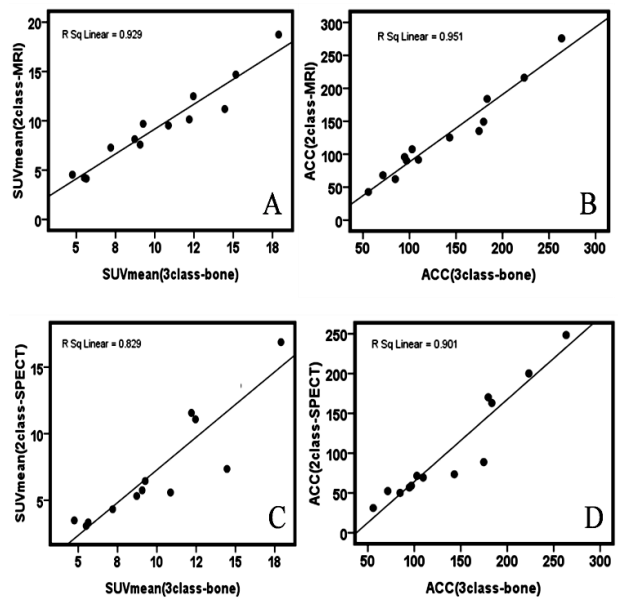 R Sq Linear = 0.929
SUVmean(2class-MRI)
20
15
10
5
0
A
5
8
10
12
15
18
SUVmean(3class-bone)
R Sq Linear = 0.951
ACC(2class-MRI)
300
250
200
150
100
50
0
B
50
100
150
200
250
300
ACC(3class-bone)
R Sq Linear = 0.829
SUVmean(2class-SPECT)
15
10
5
C
5
8
10
12
15
18
SUVmean(3class-bone)
R Sq Linear = 0.901
ACC(2class-SPECT)
250
200
150
100
50
0
D
50
100
150
200
250
300
ACC(3class-bone)